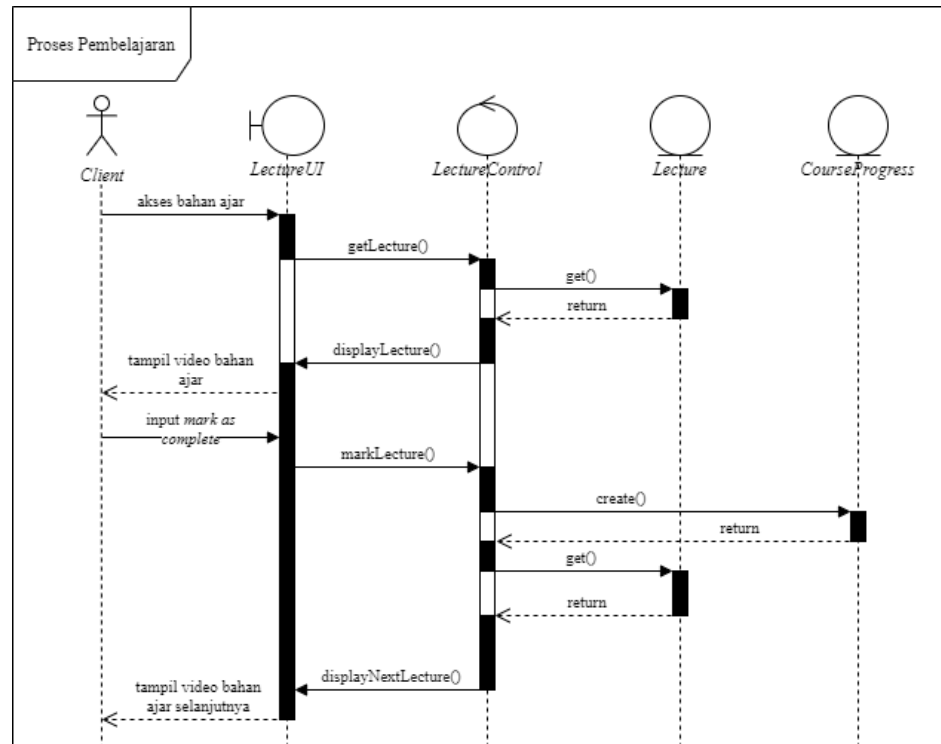 Proses Pembelajaran
Client
LectureUI
LectureControl
Lecture
CourseProgress
akses bahan ajar
getLecture()
get()
return
displayLecture()
tampil video bahan
ajar
input mark as
complete
markLecture()
create()
return
get()
return
displayNextLecture()
tampil video bahan
ajar selanjutnya